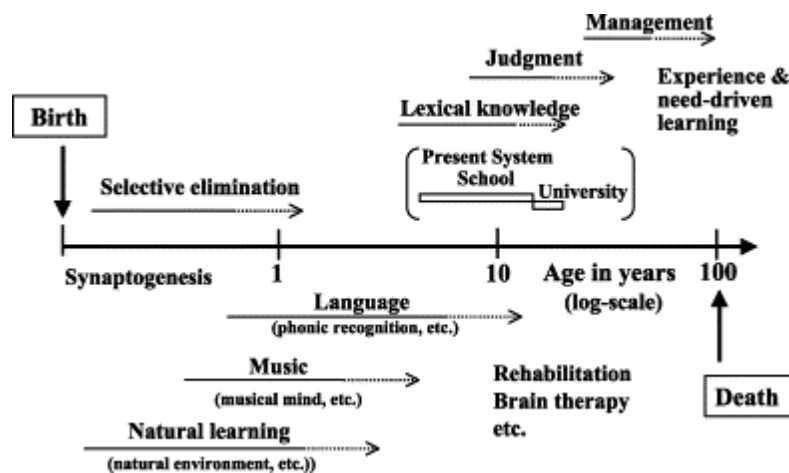 Management
Judgment
Experience &
need-driven
learning
Lexical knowledge
Birth
Present System
School
University
Selective elimination
Synaptogenesis
1
10
Age in years
100
(log-scale)
Language
(phonic recognition, etc.)
Music
(musical mind, etc.)
Rehabilitation
Brain therapy
etc.
Death
Natural learning
(natural environment, etc.))